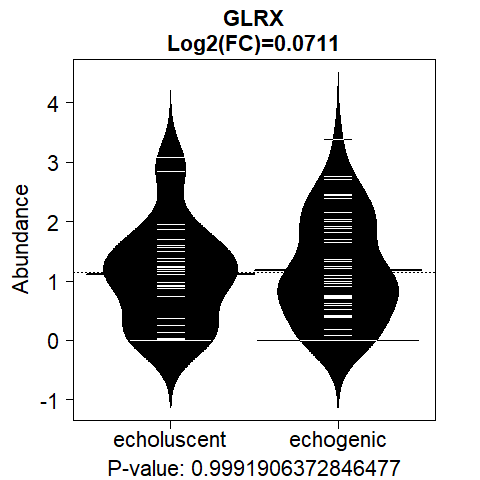 GLRX
Log2(FC)=0.0711
Abundance
4
3
2
1
0
-1
echoluscent echogenic
P-value: 0.9991906372846477